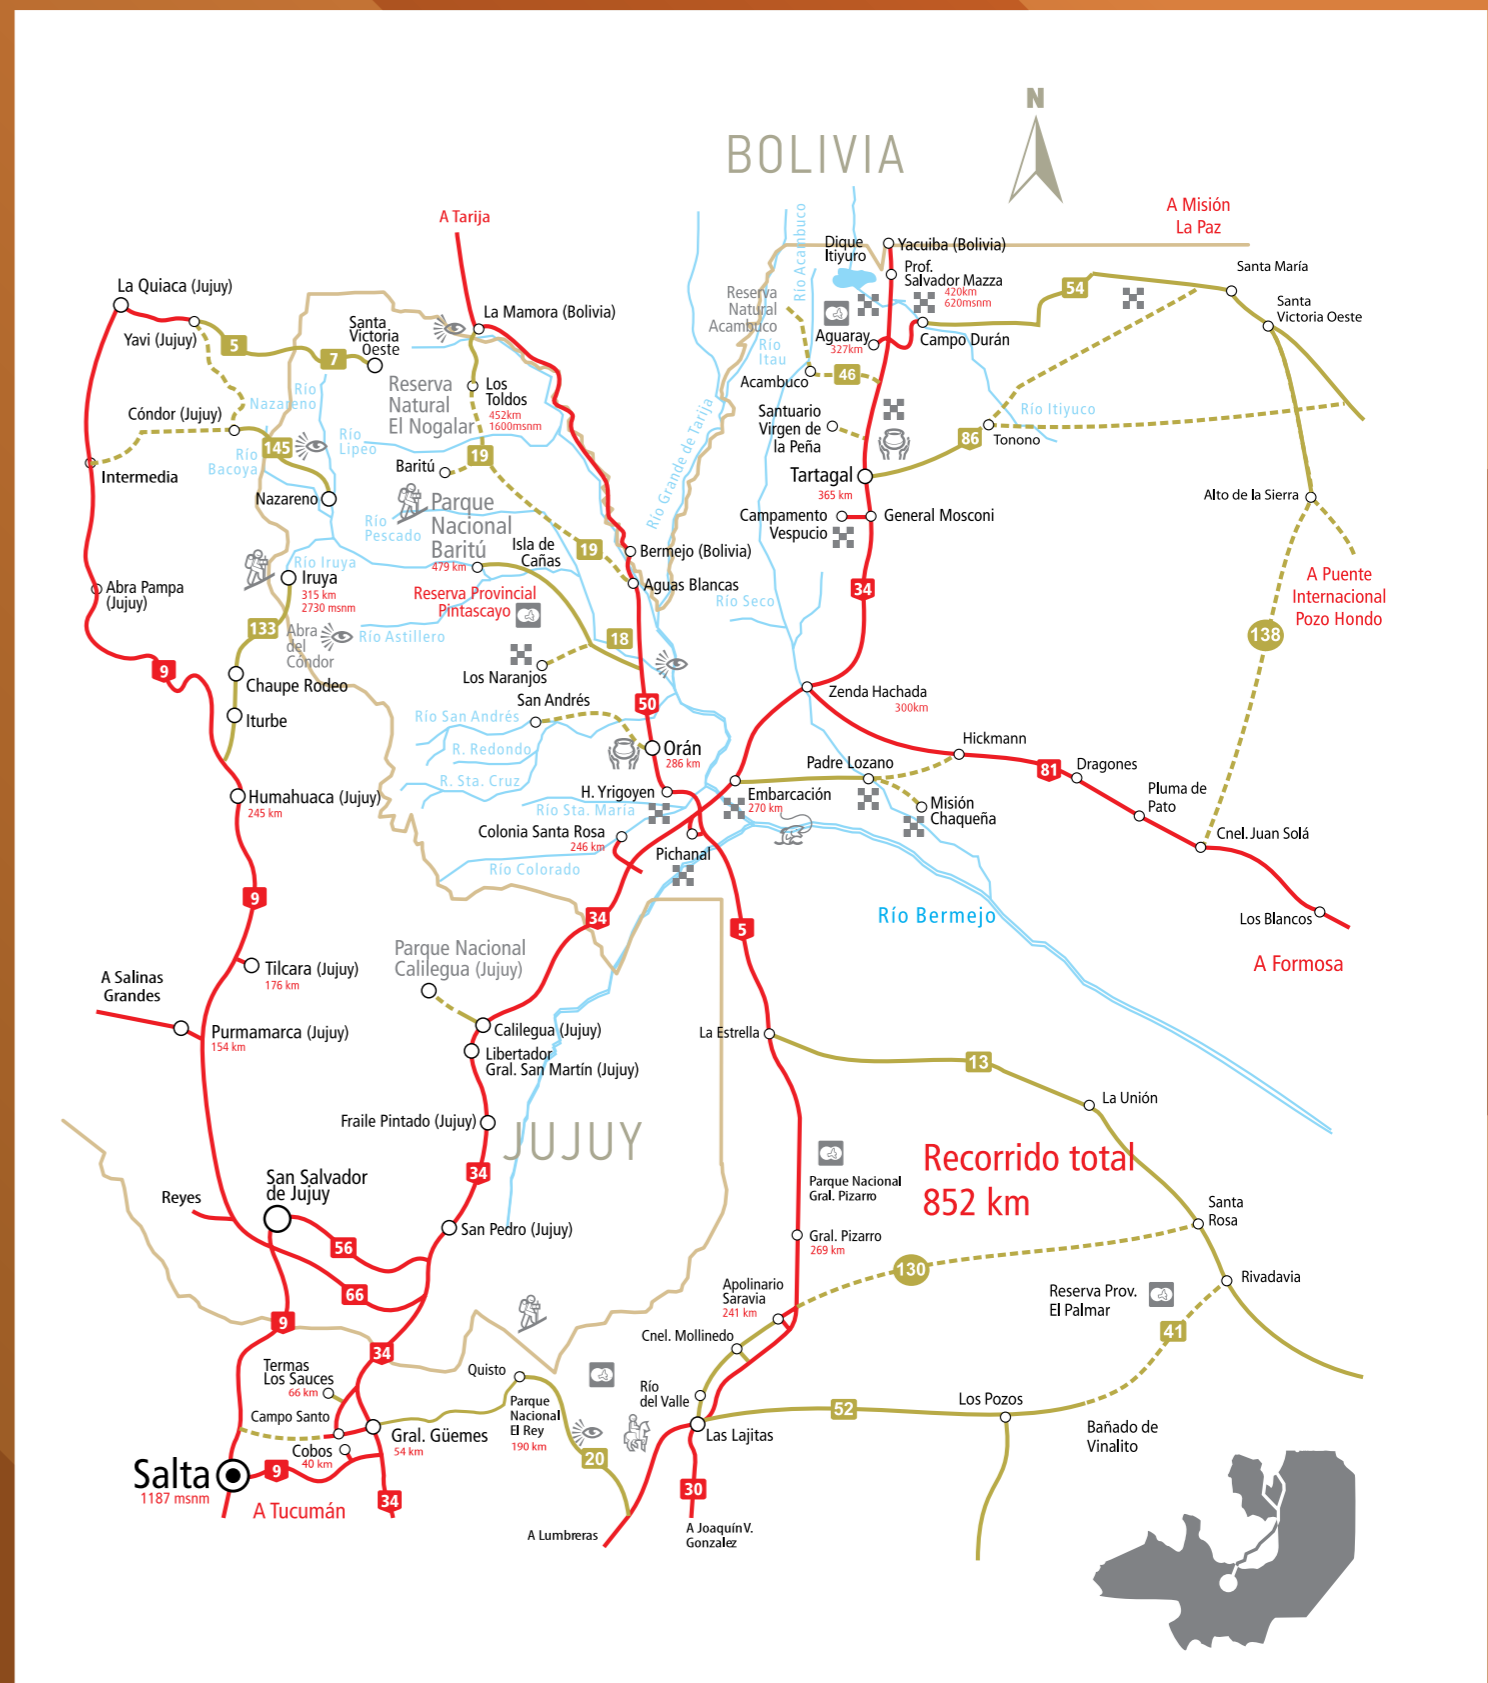 N
BOLIVIA
A Misión
La Paz
A Tarija
Río Acambuco
Dique
Itiyuro
Yacuiba (Bolivia)
Prof.
Salvador Mazza
420km
620msnm
54
Santa María
Santa
Victoria Oeste
La Quiaca (Jujuy)
Yavi (Jujuy)
5
7
Santa
Victoria
Oeste
La Mamora (Bolivia)
Reserva
Natural
Acambuco
Aguaray
327km
Campo Durán
Río
Itau
Acambuco
46
Río
Nazareno
Reserva
Natural
El Nogalar
Los
Toldos
452km
1600msnm
Cóndor (Jujuy)
145
Río
Bacoya
Río
Lipeo
Baritú
19
Río Grande de Tarija
Santuario
Virgen de
la Peña
86
Tonono
Río Itiyuco
Intermedia
Nazareno
Tartagal
365 km
Alto de la Sierra
Parque
Nacional
Baritú
479 km
Río
Pescado
Campamento
Vespucio
General Mosconi
Isla de
Cañas
19
Bermejo (Bolivia)
Río Iruya
Iruya
315 km
2730 msnm
Abra Pampa
(Jujuy)
Aguas Blancas
Reserva Provincial
Pintascayo
Río Seco
34
A Puente
Internacional
Pozo Hondo
133
Abra
del
Cóndor
Río Astillero
18
138
9
Los Naranjos
Chaupe Rodeo
San Andrés
50
Zenda Hachada
300km
Iturbe
Río San Andrés
R. Redondo
Orán
286 km
Hickmann
R. Sta. Cruz
Padre Lozano
81
Dragones
Humahuaca (Jujuy)
245 km
H. Yrigoyen
Embarcación
270 km
Misión
Chaqueña
Pluma de
Pato
Río Sta. María
Colonia Santa Rosa
246 km
Pichanal
Cnel. Juan Solá
Río Colorado
9
34
5
Río Bermejo
Los Blancos
A Formosa
Parque Nacional
Calilegua (Jujuy)
A Salinas
Grandes
Tilcara (Jujuy)
176 km
Purmamarca (Jujuy)
154 km
Calilegua (Jujuy)
Libertador
Gral. San Martín (Jujuy)
La Estrella
13
La Unión
Fraile Pintado (Jujuy)
JUJUY
34
Recorrido total
852 km
Parque Nacional
Gral. Pizarro
San Salvador
de Jujuy
Reyes
56
San Pedro (Jujuy)
Gral. Pizarro
269 km
Santa
Rosa
66
130
Apolinario
Saravia
241 km
Reserva Prov.
El Palmar
Rivadavia
9
34
Cnel. Mollinedo
41
Termas
Los Sauces
66 km
Quisto
Río
del Valle
Campo Santo
Parque
Nacional
El Rey
190 km
52
Los Pozos
Gral. Güemes
54 km
Las Lajitas
Bañado de
Vinalito
Cobos
40 km
20
Salta
1187 msnm
9
34
30
A Tucumán
A Lumbreras
A Joaquín V.
Gonzalez